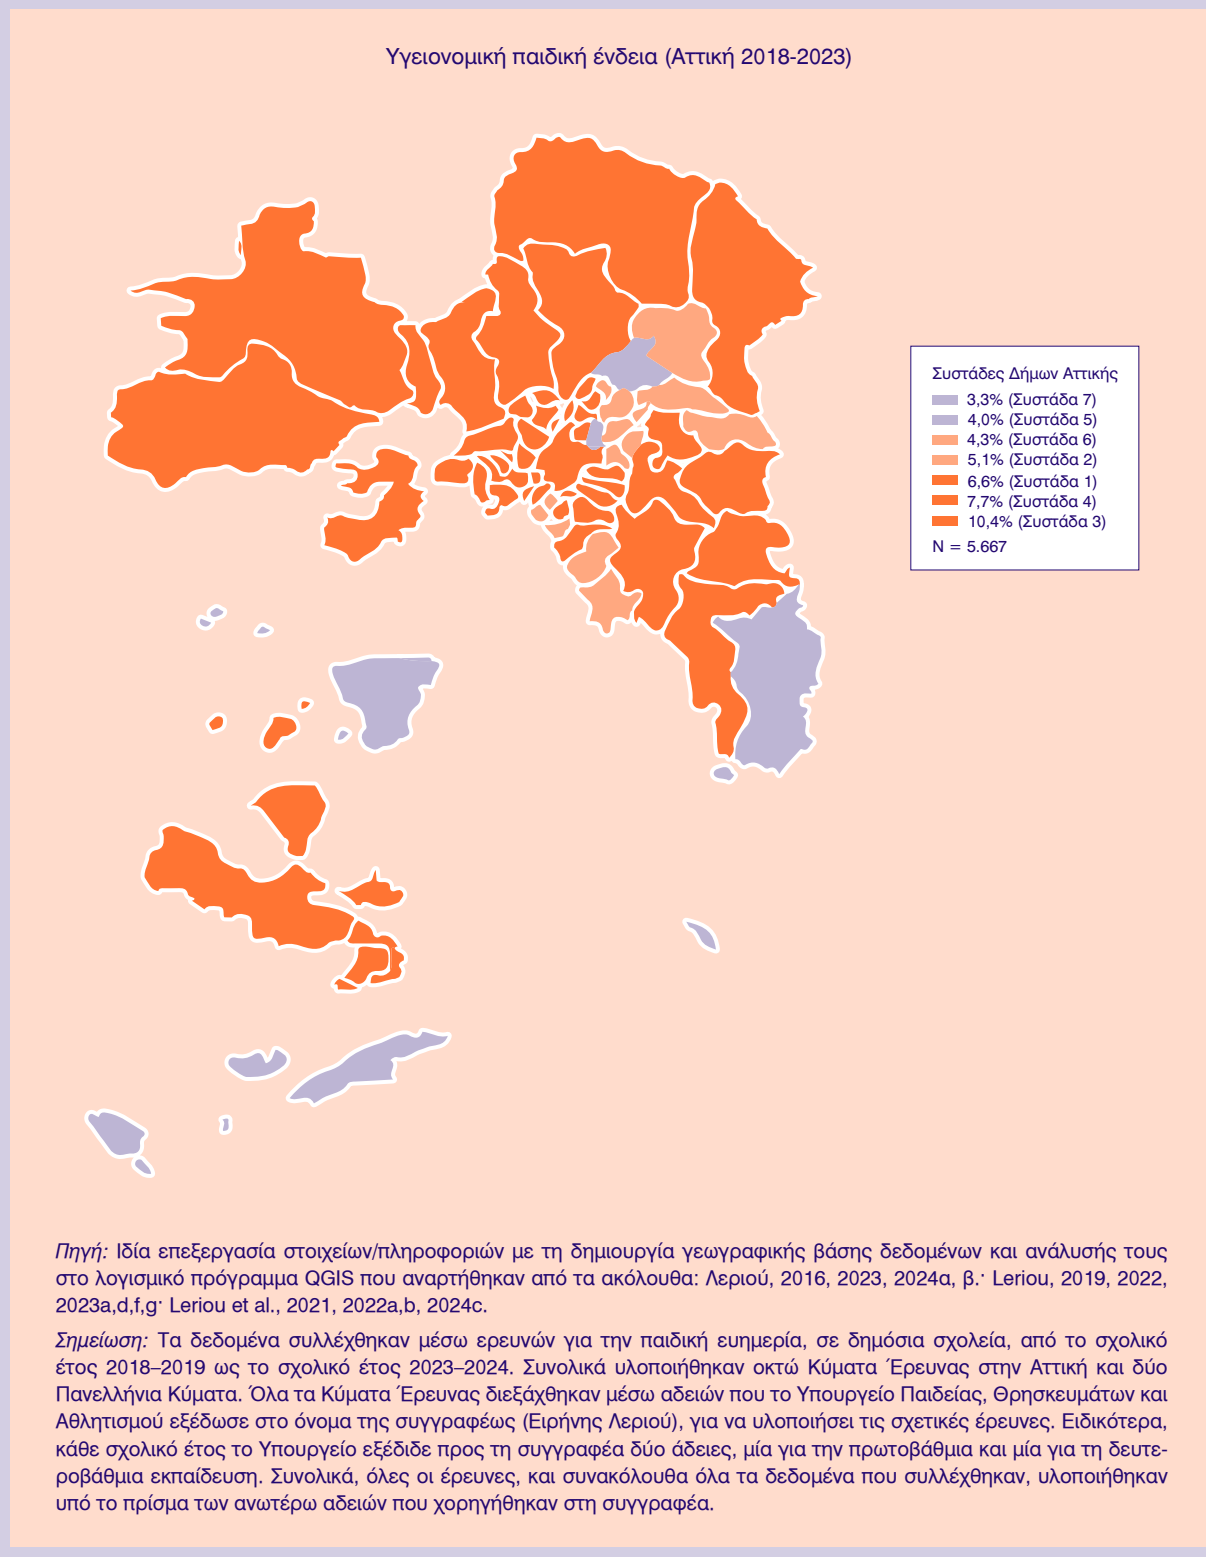 Υγειονομική παιδική ένδεια (Αττική 2018-2023)
Συστάδες Δήμων Αττικής
3,3% (Συστάδα 7)
4,0% (Συστάδα 5)
4,3% (Συστάδα 6)
5,1% (Συστάδα 2)
6,6% (Συστάδα 1)
7,7% (Συστάδα 4)
10,4% (Συστάδα 3)
N = 5.667
Πηγή: Ιδία επεξεργασία στοιχείων/πληροφοριών με τη δημιουργία γεωγραφικής βάσης δεδομένων και ανάλυσής τους
στο λογισμικό πρόγραμμα QGIS που αναρτήθηκαν από τα ακόλουθα: Λεριού, 2016, 2023, 2024α, β.· Leriou, 2019, 2022,
2023a,d,f,g· Leriou et al., 2021, 2022a,b, 2024c.
Σημείωση: Τα δεδομένα συλλέχθηκαν μέσω ερευνών για την παιδική ευημερία, σε δημόσια σχολεία, από το σχολικό
έτος 2018–2019 ως το σχολικό έτος 2023–2024. Συνολικά υλοποιήθηκαν οκτώ Κύματα Έρευνας στην Αττική και δύο
Πανελλήνια Κύματα. Όλα τα Κύματα Έρευνας διεξάχθηκαν μέσω αδειών που το Υπουργείο Παιδείας, Θρησκευμάτων και
Αθλητισμού εξέδωσε στο όνομα της συγγραφέως (Ειρήνης Λεριού), για να υλοποιήσει τις σχετικές έρευνες. Ειδικότερα,
κάθε σχολικό έτος το Υπουργείο εξέδιδε προς τη συγγραφέα δύο άδειες, μία για την πρωτοβάθμια και μία για τη δευτε-
ροβάθμια εκπαίδευση. Συνολικά, όλες οι έρευνες, και συνακόλουθα όλα τα δεδομένα που συλλέχθηκαν, υλοποιήθηκαν
υπό το πρίσμα των ανωτέρω αδειών που χορηγήθηκαν στη συγγραφέα.